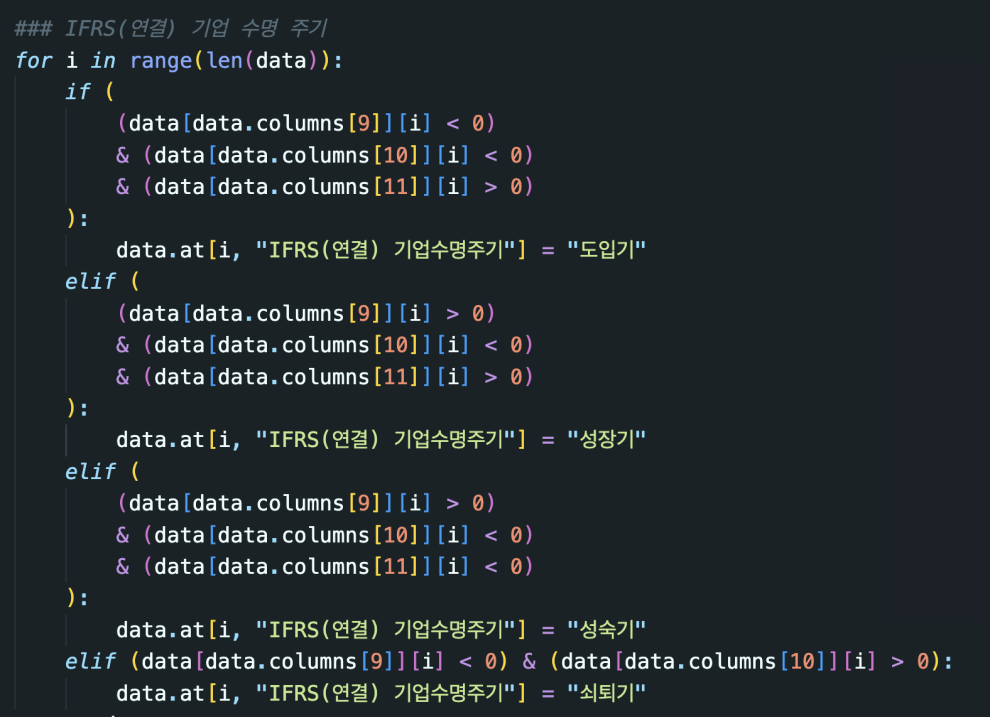 ### IFRS(연결) 기업 수명 주기
for i in range(len(data)):
    if (
        (data[data.columns[9]][i] < 0)
        & (data[data.columns[10]][i] < 0)
        & (data[data.columns[11]][i] > 0)
    ):
        data.at[i, "IFRS(연결) 기업수명주기"] = "도입기"
    elif (
        (data[data.columns[9]][i] > 0)
        & (data[data.columns[10]][i] < 0)
        & (data[data.columns[11]][i] > 0)
    ):
        data.at[i, "IFRS(연결) 기업수명주기"] = "성장기"
    elif (
        (data[data.columns[9]][i] > 0)
        & (data[data.columns[10]][i] < 0)
        & (data[data.columns[11]][i] < 0)
    ):
        data.at[i, "IFRS(연결) 기업수명주기"] = "성숙기"
    elif (data[data.columns[9]][i] < 0) & (data[data.columns[10]][i] > 0):
        data.at[i, "IFRS(연결) 기업수명주기"] = "쇠퇴기"